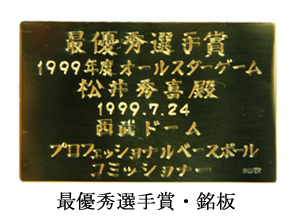 最優秀選手賞
1999年度オールスターゲーム
松井秀喜殿
1999.7.24
西武ドーム
プロフェッショナルベースボール
コミッショナー
最優秀選手賞・銘板